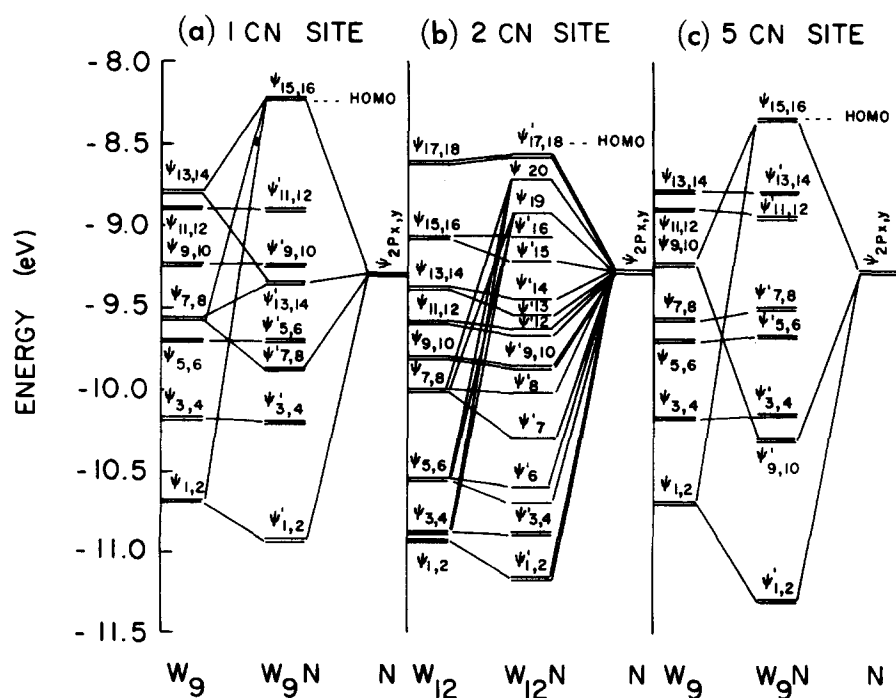 (a) 1 CN SITE (b) 2 CN SITE (c) 5 CN SITE
ENERGY (eV)
-8.0
-8.5
-9.0
-9.5
-10.0
-10.5
-11.0
-11.5
ψ13,14
ψ11,12
ψ9,10
ψ7,8
ψ5,6
ψ3,4
ψ1,2
ψ'15,16
HOMO
ψ'11,12
ψ'9,10
ψ'13,14
ψ'5,6
ψ'7,8
ψ'3,4
ψ'1,2
ψ2Px,y
ψ17,18
ψ15,16
ψ13,14
ψ11,12
ψ9,10
ψ7,8
ψ5,6
ψ3,4
ψ1,2
ψ'17,18
HOMO
ψ'20
ψ'19
ψ'16
ψ'15
ψ'14
ψ'13
ψ'12
ψ'9,10
ψ'8
ψ'7
ψ'6
ψ'3,4
ψ'1,2
ψ2Px,y
ψ13,14
ψ11,12
ψ9,10
ψ7,8
ψ5,6
ψ3,4
ψ1,2
ψ'15,16
HOMO
ψ'13,14
ψ'11,12
ψ'7,8
ψ'5,6
ψ'3,4
ψ'9,10
ψ'1,2
ψ2Px,y
W9 W9N N W12 W12N N W9 W9N N